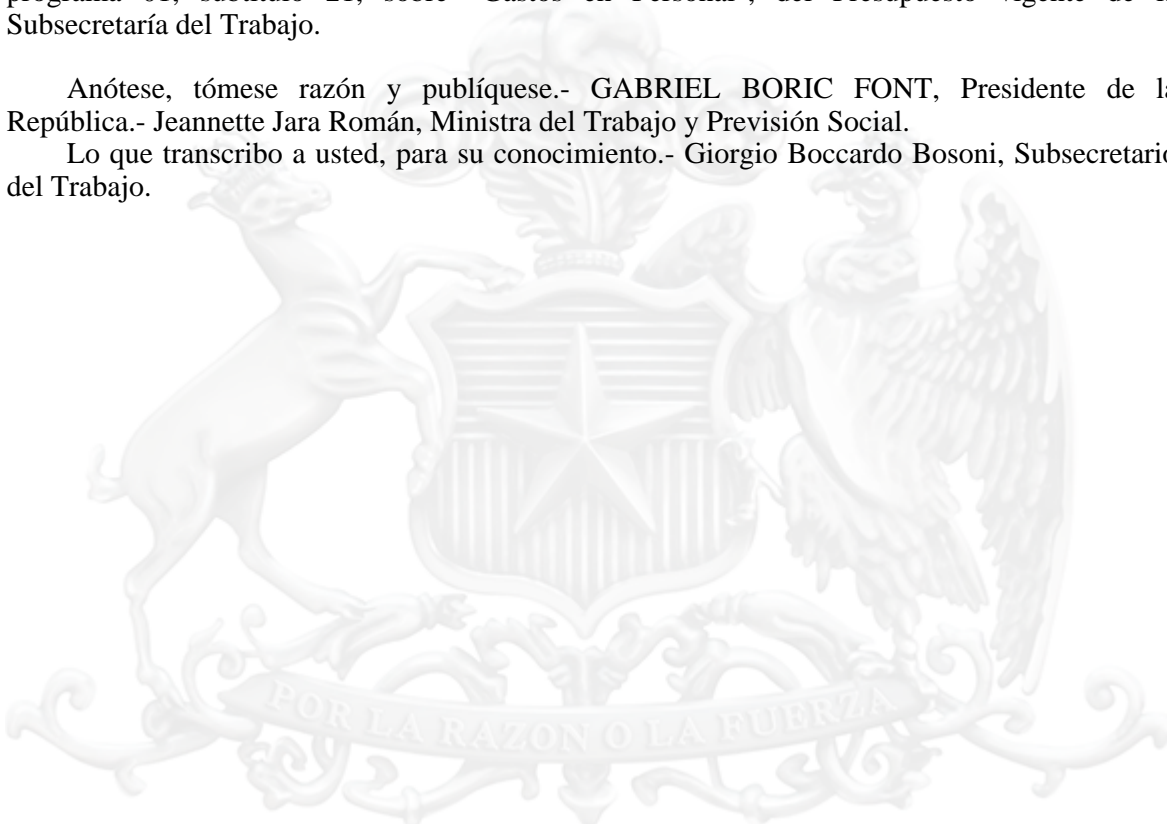 programa 01, subtítulo 21, sobre "Gastos en Personal", del Presupuesto vigente de la
Subsecretaría del Trabajo.
Anótese, tómese razón y publíquese.- GABRIEL BORIC FONT, Presidente de la
República.- Jeannette Jara Román, Ministra del Trabajo y Previsión Social.
Lo que transcribo a usted, para su conocimiento.- Giorgio Boccardo Bosoni, Subsecretario
del Trabajo.
POR LA RAZON O LA FUERZA